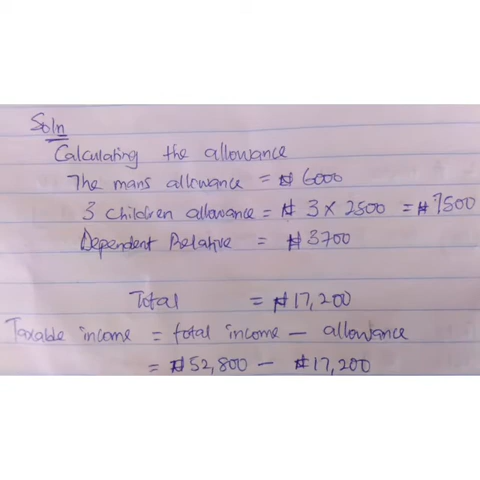 Soln
Calculating the allowance
The mans allowance = ₦6000
3 Children allowance = ₦ 3 × 2500 = ₦7500
Dependent Relative = ₦3700
Total = ₦17,200
Taxable income = total income - allowance
= ₦52,800 - ₦17,200